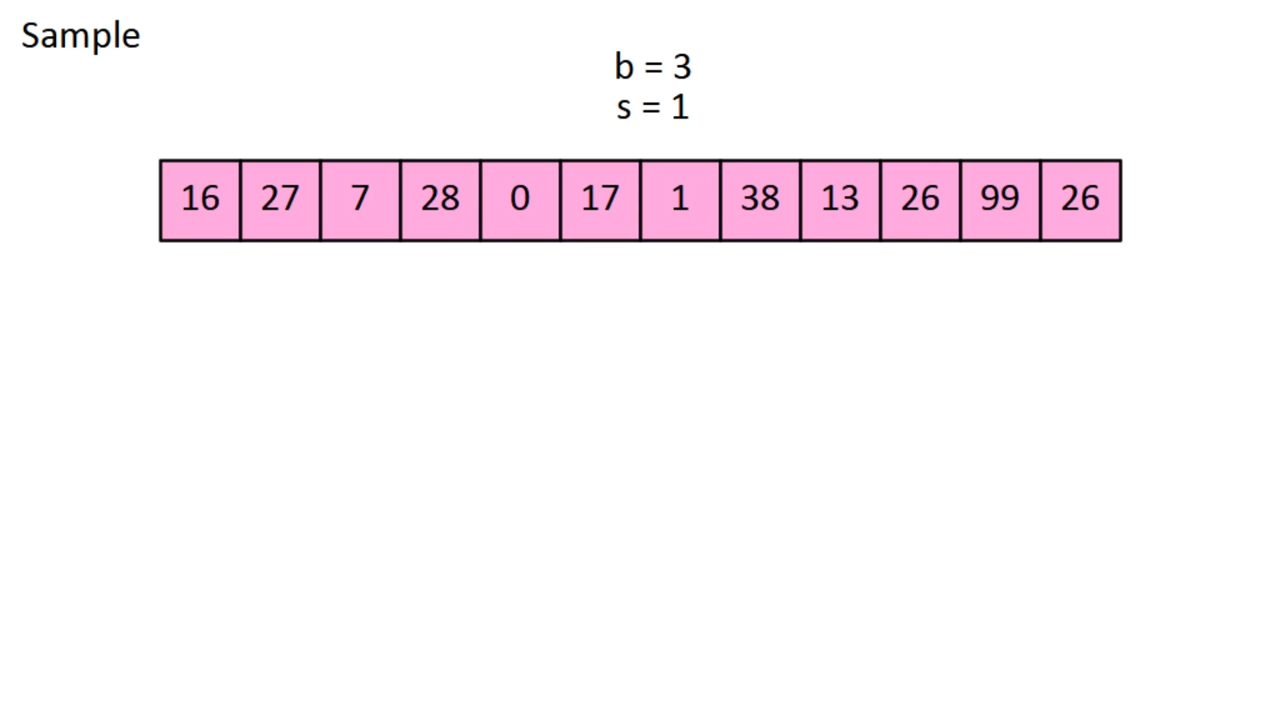 Sample
b = 3
s = 1
16 27 7 28 0 17 1 38 13 26 99 26